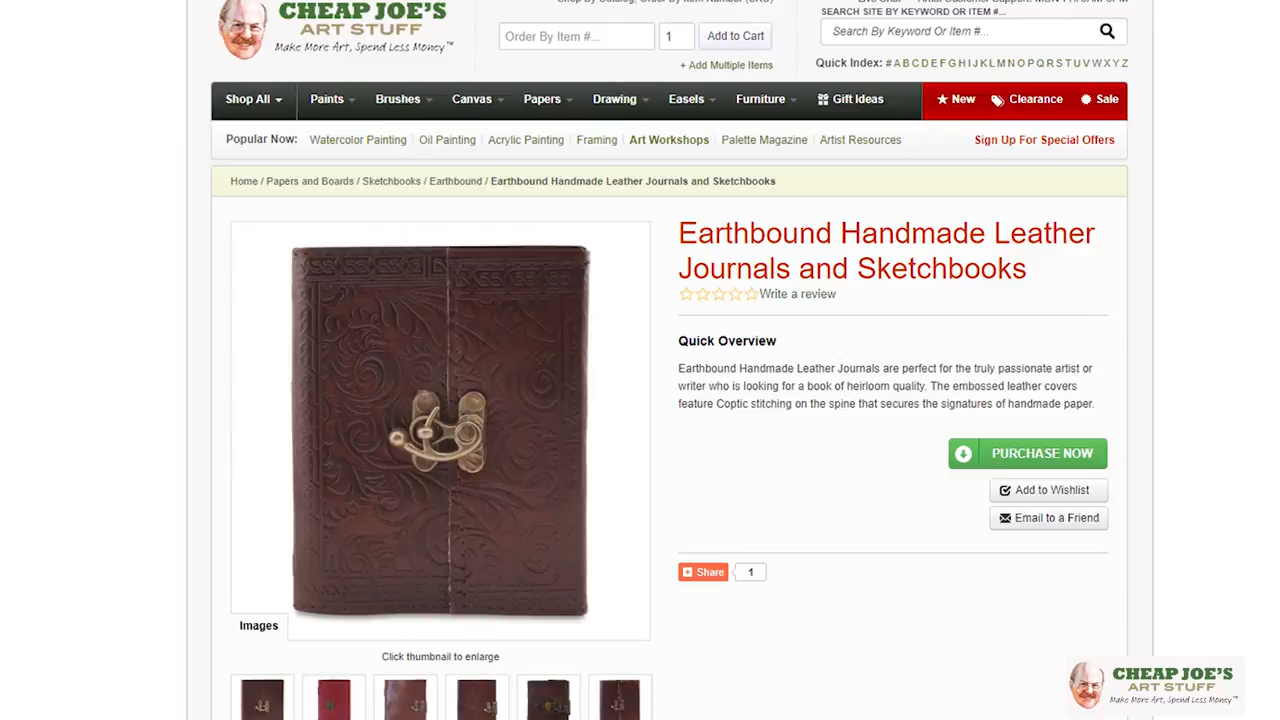 CHEAP JOE'S
ART STUFF
Make More Art, Spend Less Money™
Order By Item #...
1
Add to Cart
+ Add Multiple Items
SEARCH SITE BY KEYWORD OR ITEM #...
Search By Keyword Or Item #...
Quick Index: # A B C D E F G H I J K L M N O P Q R S T U V W X Y Z
Shop All Paints Brushes Canvas Papers Drawing Easels Furniture Gift Ideas New Clearance Sale
Popular Now: Watercolor Painting Oil Painting Acrylic Painting Framing Art Workshops Palette Magazine Artist Resources Sign Up For Special Offers
Home / Papers and Boards / Sketchbooks / Earthbound / Earthbound Handmade Leather Journals and Sketchbooks
Earthbound Handmade Leather
Journals and Sketchbooks
Write a review
Quick Overview
Earthbound Handmade Leather Journals are perfect for the truly passionate artist or
writer who is looking for a book of heirloom quality. The embossed leather covers
feature Coptic stitching on the spine that secures the signatures of handmade paper.
PURCHASE NOW
Add to Wishlist
Email to a Friend
Share 1
Images
Click thumbnail to enlarge
CHEAP JOE'S
ART STUFF
Make More Art, Spend Less Money™